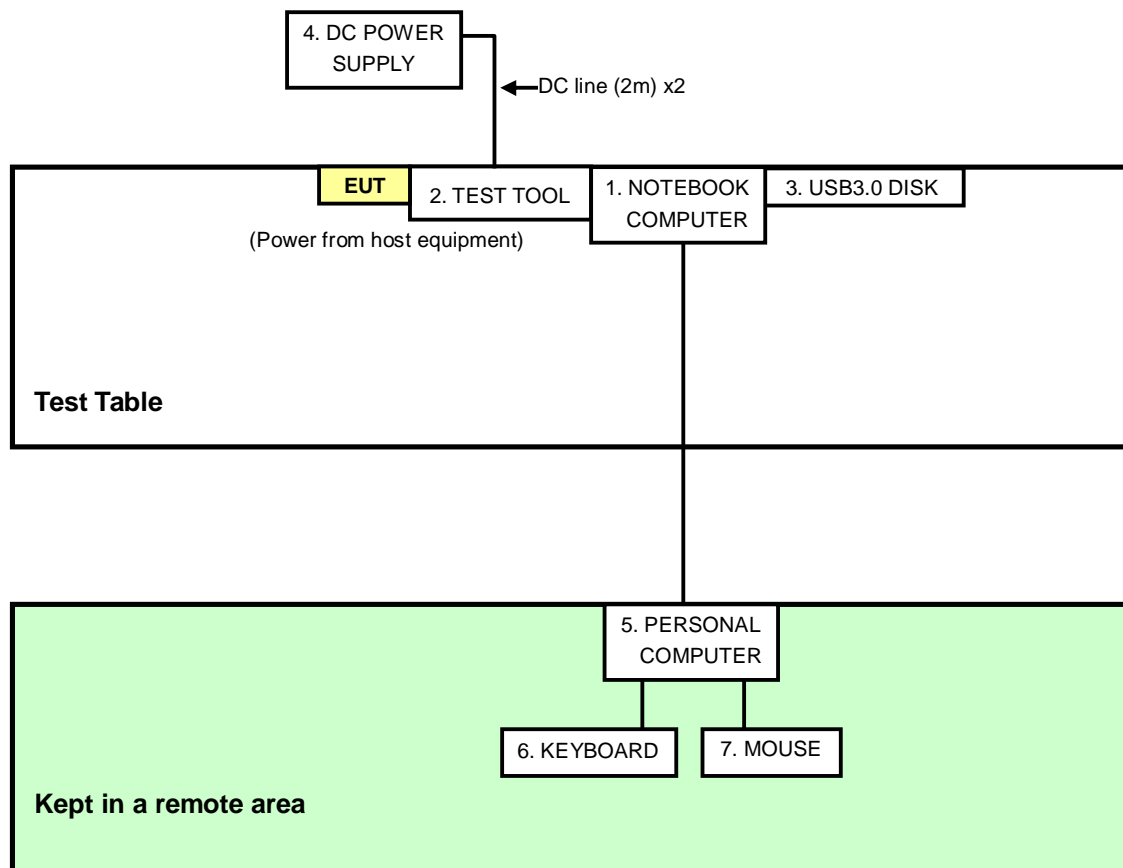 4. DC POWER
SUPPLY
DC line (2m) x2
EUT
2. TEST TOOL
1. NOTEBOOK
COMPUTER
3. USB3.0 DISK
(Power from host equipment)
Test Table
5. PERSONAL
COMPUTER
6. KEYBOARD
7. MOUSE
Kept in a remote area